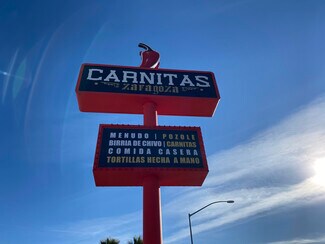 CARNITAS
zaragoza
MENUDO | POZOLE
BIRRIA DE CHIVO | CARNITAS
COMIDA CASERA
TORTILLAS HECHA A MANO